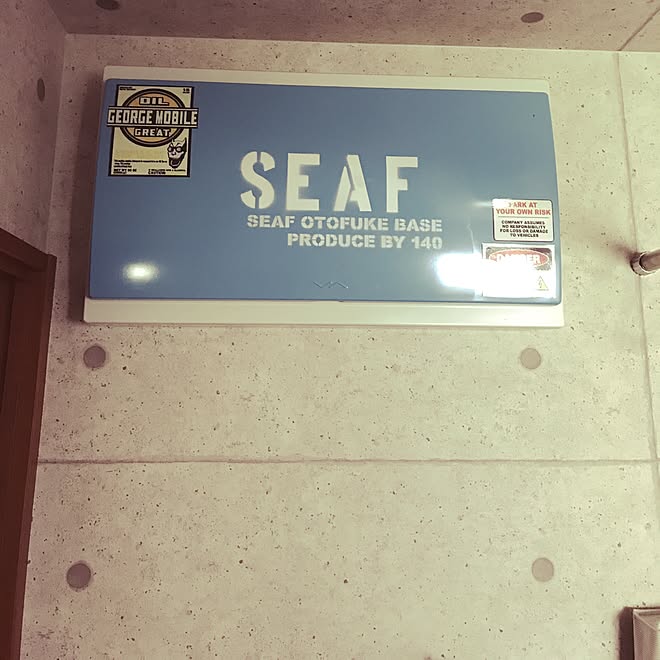 OIL
GEORGE MOBILE
GREAT
SEAF
SEAF OTOFUKE BASE
PRODUCE BY 140
PARK AT
YOUR OWN RISK
COMPANY ASSUMES
NO RESPONSIBILITY
FOR LOSS OR DAMAGE
TO VEHICLES
DANGER